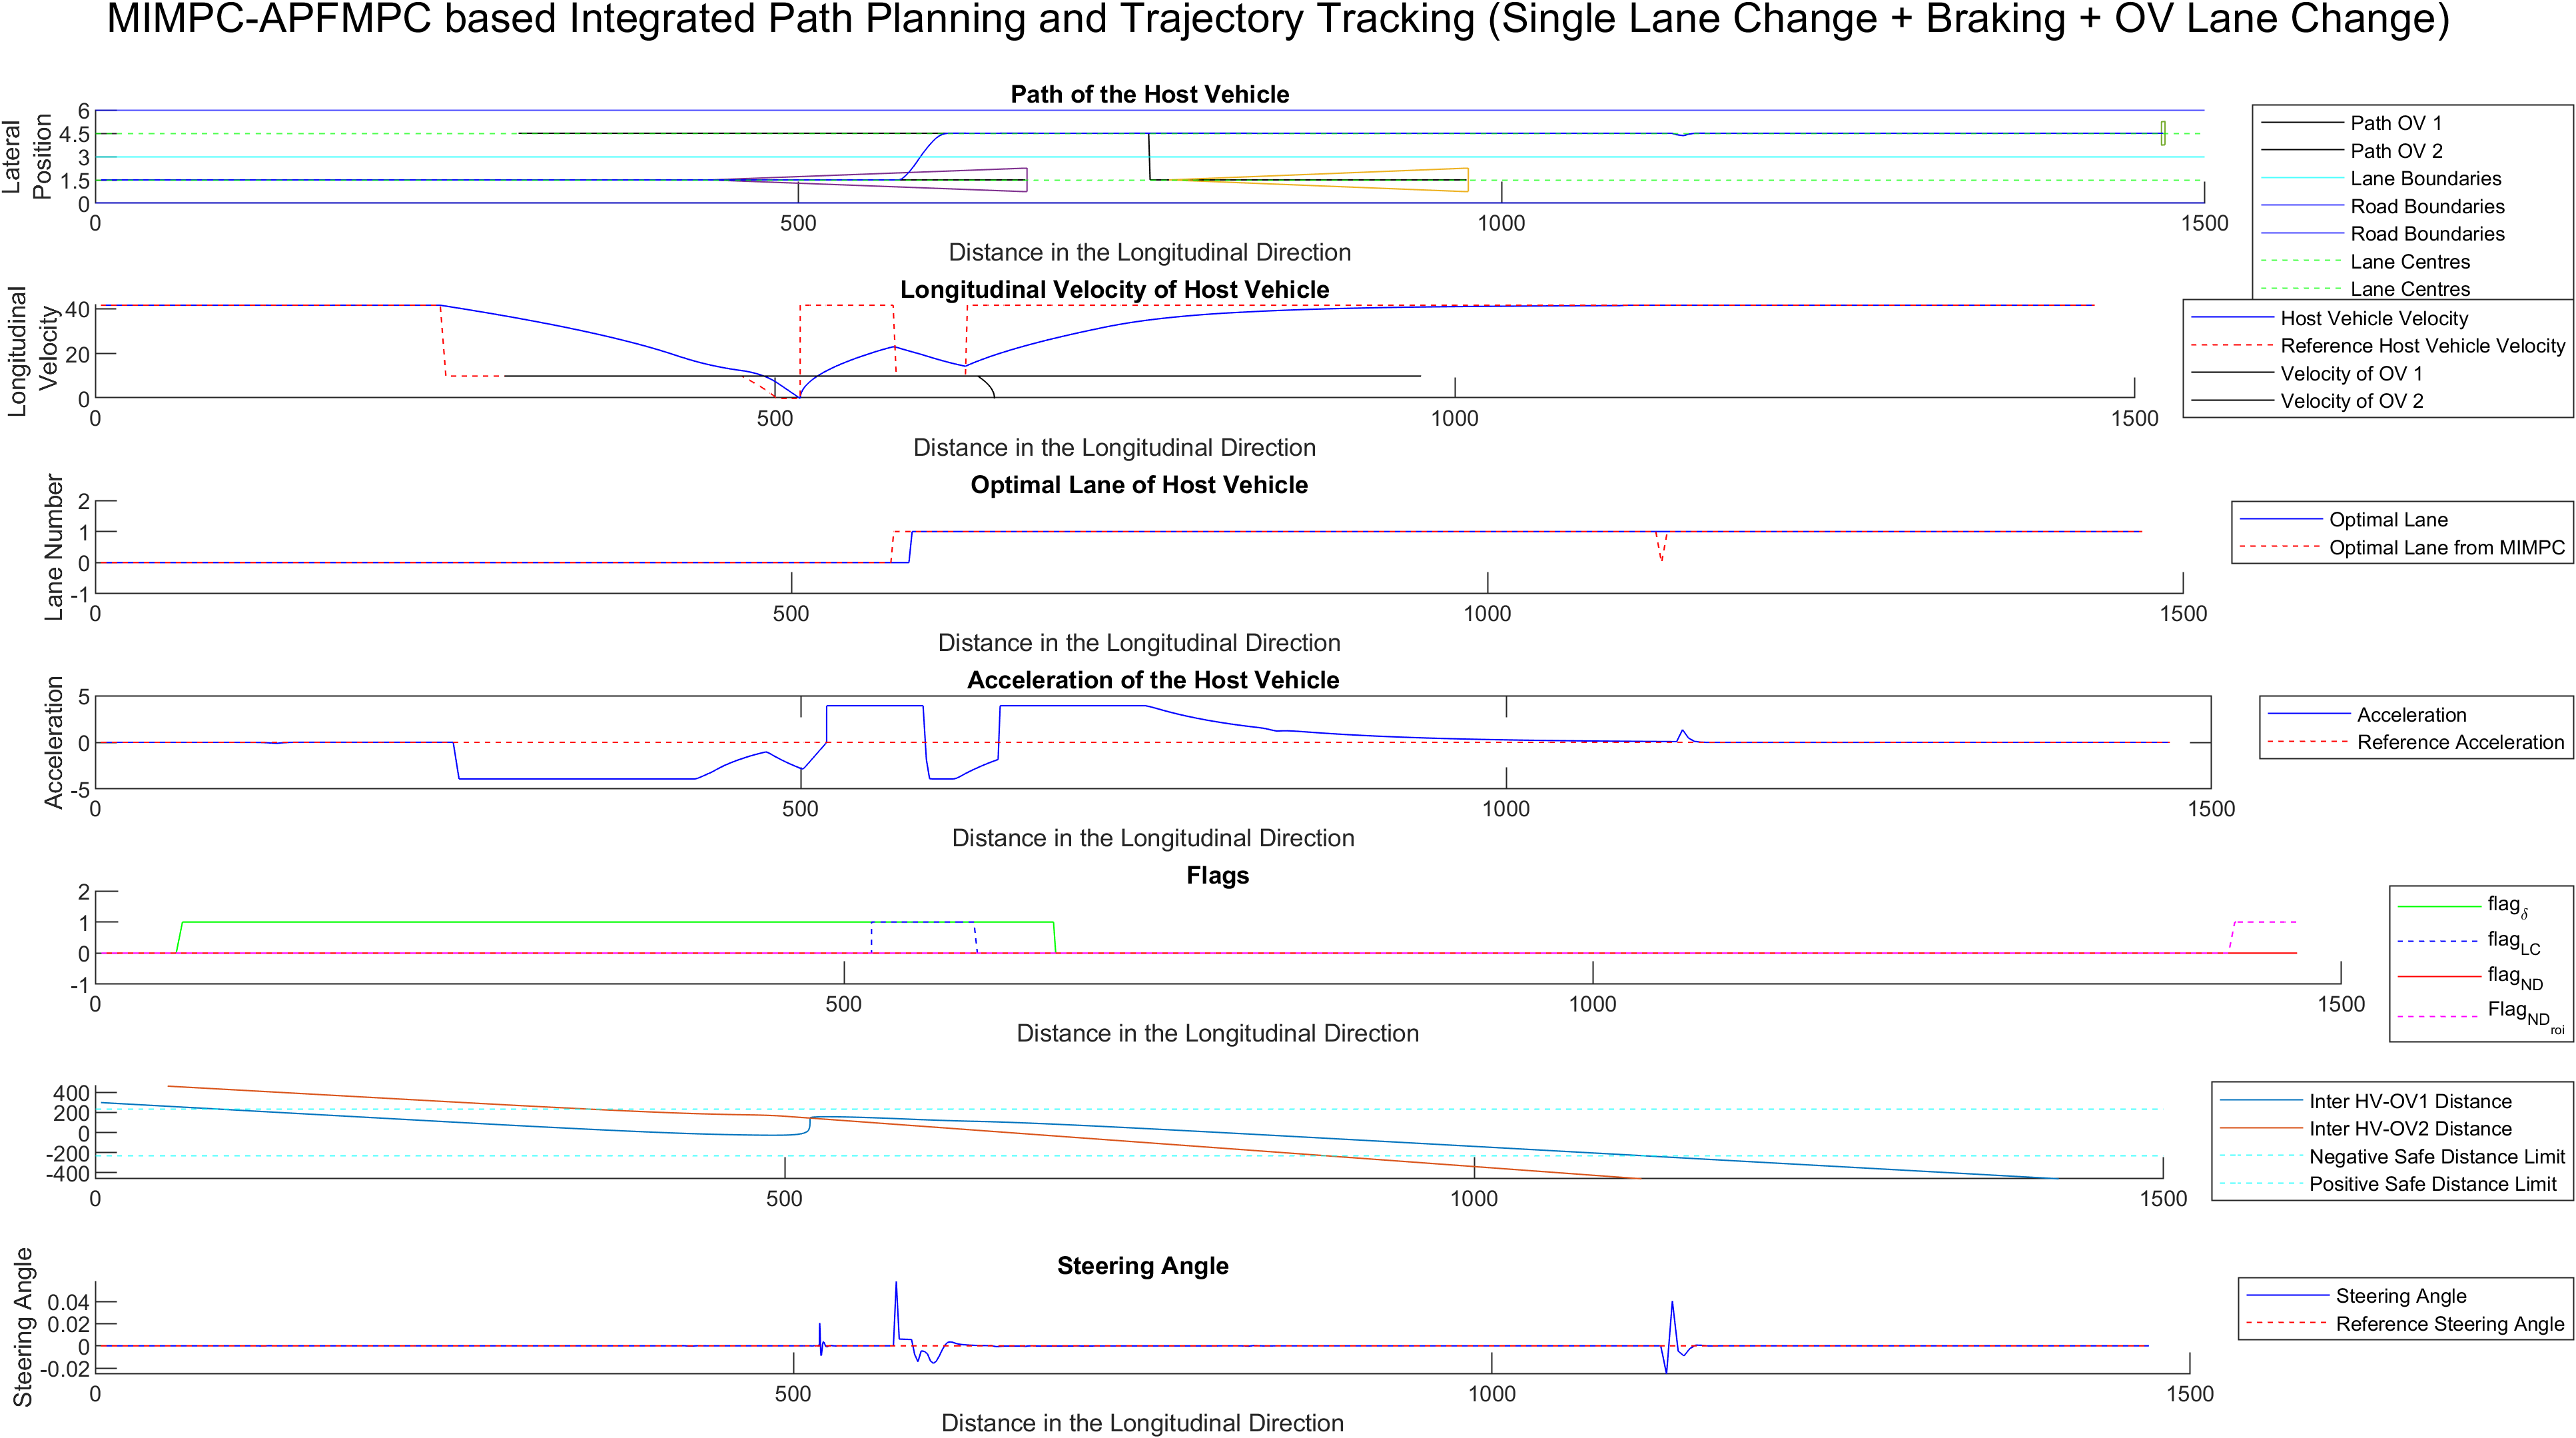 MIMPC-APFMPC based Integrated Path Planning and Trajectory Tracking (Single Lane Change + Braking + OV Lane Change)
Path of the Host Vehicle
Lateral
Position
6
4.5
3
1.5
0
0 500 1000 1500
Distance in the Longitudinal Direction
Path OV 1
Path OV 2
Lane Boundaries
Road Boundaries
Road Boundaries
Lane Centres
Lane Centres
Longitudinal Velocity of Host Vehicle
Longitudinal
Velocity
40
20
0
0 500 1000 1500
Distance in the Longitudinal Direction
Host Vehicle Velocity
Reference Host Vehicle Velocity
Velocity of OV 1
Velocity of OV 2
Optimal Lane of Host Vehicle
Lane Number
2
1
0
-1
0 500 1000 1500
Distance in the Longitudinal Direction
Optimal Lane
Optimal Lane from MIMPC
Acceleration of the Host Vehicle
Acceleration
5
0
-5
0 500 1000 1500
Distance in the Longitudinal Direction
Acceleration
Reference Acceleration
Flags
2
1
0
-1
0 500 1000 1500
Distance in the Longitudinal Direction
flag_δ
flag_LC
flag_ND
Flag_ND_roi
400
200
0
-200
-400
0 500 1000 1500
Inter HV-OV1 Distance
Inter HV-OV2 Distance
Negative Safe Distance Limit
Positive Safe Distance Limit
Steering Angle
Steering Angle
0.04
0.02
0
-0.02
0 500 1000 1500
Distance in the Longitudinal Direction
Steering Angle
Reference Steering Angle